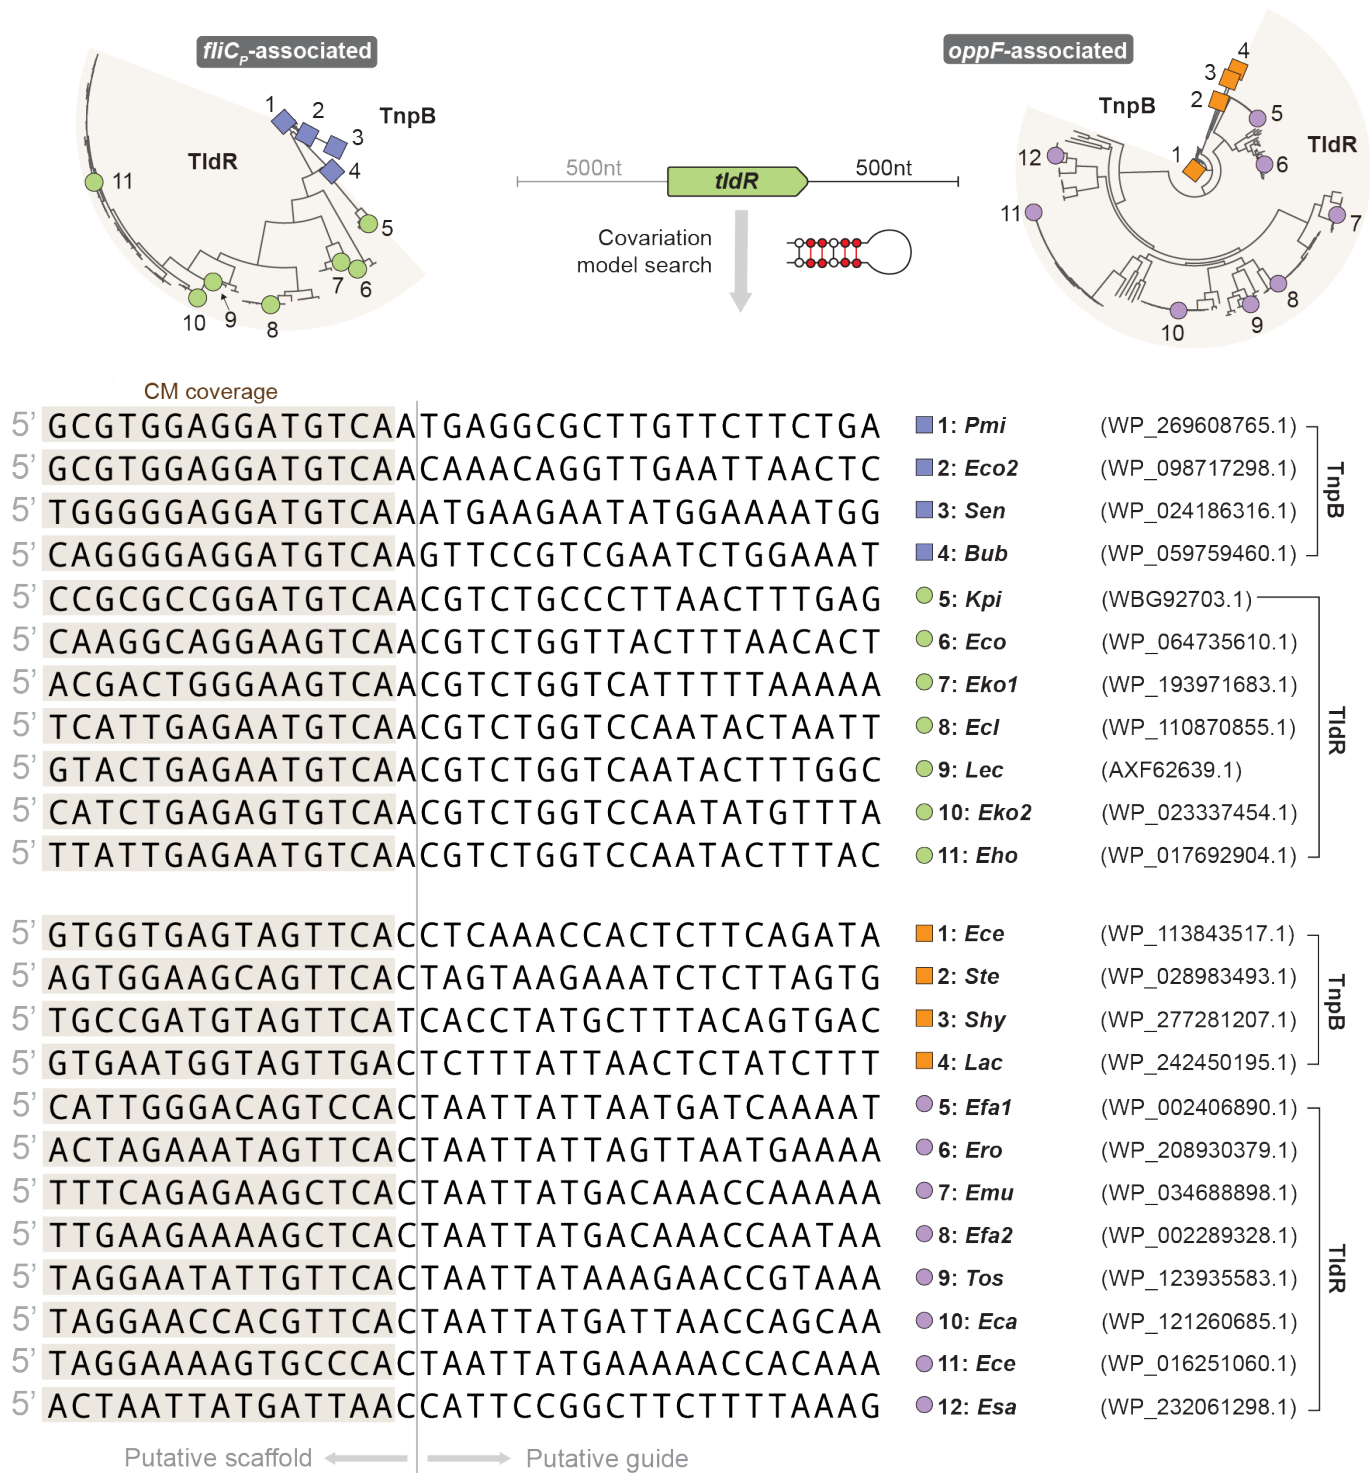 fliCP-associated
oppF-associated
1
2
3
4
5
6
7
8
9
10
11
TnpB
TldR
500nt
tldR
500nt
Covariation
model search
1
2
3
4
5
6
7
8
9
10
11
12
TnpB
TldR
CM coverage
5’ GCGTGGAGGATGTCAATGAGGCGCTTGTTCTTCTGA 1: Pmi (WP_269608765.1)
5’ GCGTGGAGGATGTCAACAAACAGGTTGAATTAACTC 2: Eco2 (WP_098717298.1)
5’ TGGGGGAGGATGTCAAATGAAGAATATGGAAAATGG 3: Sen (WP_024186316.1)
5’ CAGGGGAGGATGTCAAGTTCCGTCGAATCTGGAAAT 4: Bub (WP_059759460.1)
TnpB
5’ CCGCGCCGGATGTCAACGTCTGCCCTTAACTTTGAG 5: Kpi (WBG92703.1)
5’ CAAGGCAGGAAGTCAACGTCTGGTTACTTTAACACT 6: Eco (WP_064735610.1)
5’ ACGACTGGGAAGTCAACGTCTGGTCATTTTTAAAAA 7: Eko1 (WP_193971683.1)
5’ TCATTGAGAATGTCAACGTCTGGTCCAATACTAATT 8: Ecl (WP_110870855.1)
5’ GTACTGAGAATGTCAACGTCTGGTCAATACTTTGGC 9: Lec (AXF62639.1)
5’ CATCTGAGAGTGTCAACGTCTGGTCCAATATGTTTA 10: Eko2 (WP_023337454.1)
5’ TTATTGAGAATGTCAACGTCTGGTCCAATACTTTAC 11: Eho (WP_017692904.1)
TldR
5’ GTGGTGAGTAGTTCACCTCAAACCACTCTTCAGATA 1: Ece (WP_113843517.1)
5’ AGTGGAAGCAGTTCACTAGTAAGAAATCTCTTAGTG 2: Ste (WP_028983493.1)
5’ TGCCGATGTAGTTCATCACCTATGCTTTACAGTGAC 3: Shy (WP_277281207.1)
5’ GTGAATGGTAGTTGACTCTTTATTAACTCTATCTTT 4: Lac (WP_242450195.1)
TnpB
5’ CATTGGGACAGTCCACTAATTATTAATGATCAAAAT 5: Efa1 (WP_002406890.1)
5’ ACTAGAAATAGTTCACTAATTATTAGTTAATGAAAA 6: Ero (WP_208930379.1)
5’ TTTCAGAGAAGCTCACTAATTATGACAAACCAAAAA 7: Emu (WP_034688898.1)
5’ TTGAAGAAAAGCTCACTAATTATGACAAACCAATAA 8: Efa2 (WP_002289328.1)
5’ TAGGAATATTGTTCACTAATTATAAAGAACCGTAAA 9: Tos (WP_123935583.1)
5’ TAGGAACCACGTTCACTAATTATGATTAACCAGCAA 10: Eca (WP_121260685.1)
5’ TAGGAAAAGTGCCCACTAATTATGAAAAACCACAAA 11: Ece (WP_016251060.1)
5’ ACTAATTATGATTAACCATTCCGGCTTCTTTTAAAG 12: Esa (WP_232061298.1)
TldR
Putative scaffold
Putative guide